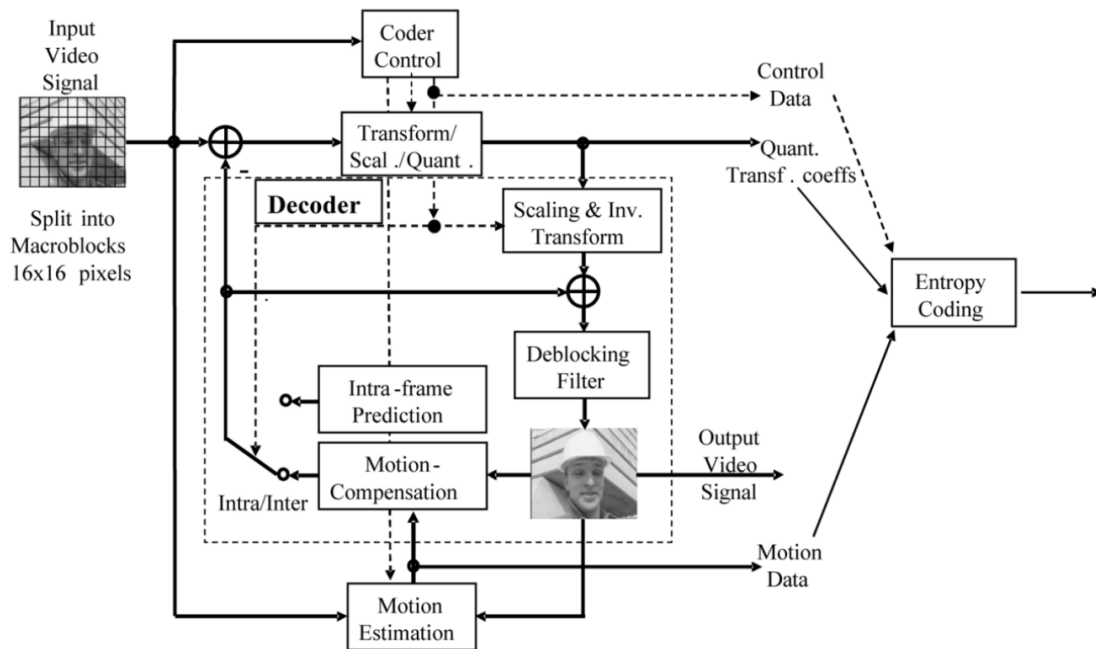 Input
Video
Signal
Split into
Macroblocks
16x16 pixels
Coder
Control
Control
Data
Transform/
Scal./Quant.
-
Quant.
Transf. coeffs
Decoder
Scaling & Inv.
Transform
Entropy
Coding
Deblocking
Filter
Intra-frame
Prediction
Motion-
Compensation
Intra/Inter
Output
Video
Signal
Motion
Data
Motion
Estimation